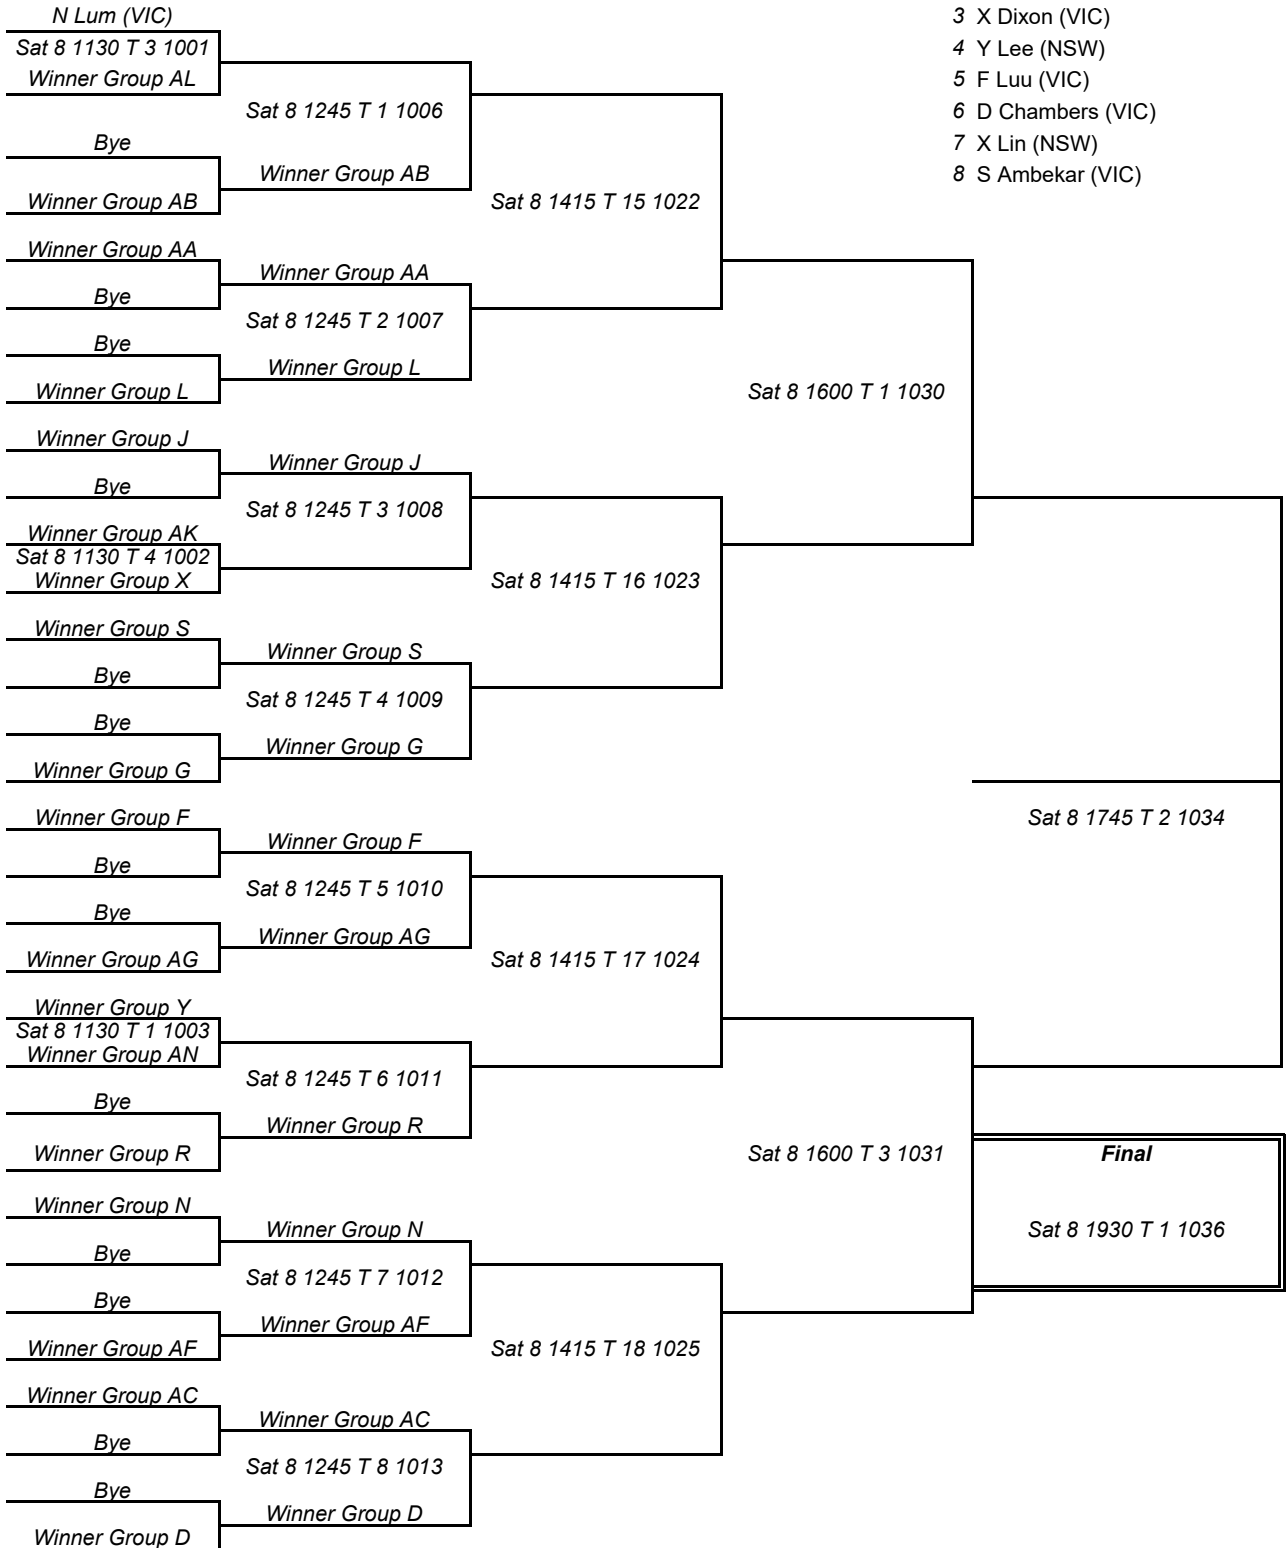 N Lum (VIC)
3 X Dixon (VIC)
Sat 8 1130 T 3 1001
4 Y Lee (NSW)
Winner Group AL
5 F Luu (VIC)
Sat 8 1245 T 1 1006
6 D Chambers (VIC)
Bye
7 X Lin (NSW)
Winner Group AB
8 S Ambekar (VIC)
Winner Group AB
Sat 8 1415 T 15 1022
Winner Group AA
Winner Group AA
Bye
Sat 8 1245 T 2 1007
Bye
Winner Group L
Winner Group L
Sat 8 1600 T 1 1030
Winner Group J
Winner Group J
Bye
Sat 8 1245 T 3 1008
Winner Group AK
Sat 8 1130 T 4 1002
Winner Group X
Sat 8 1415 T 16 1023
Winner Group S
Winner Group S
Bye
Sat 8 1245 T 4 1009
Bye
Winner Group G
Winner Group G
Winner Group F
Sat 8 1745 T 2 1034
Winner Group F
Bye
Sat 8 1245 T 5 1010
Bye
Winner Group AG
Winner Group AG
Sat 8 1415 T 17 1024
Winner Group Y
Sat 8 1130 T 1 1003
Winner Group AN
Sat 8 1245 T 6 1011
Bye
Winner Group R
Winner Group R
Sat 8 1600 T 3 1031
Final
Winner Group N
Winner Group N
Sat 8 1930 T 1 1036
Bye
Sat 8 1245 T 7 1012
Bye
Winner Group AF
Winner Group AF
Sat 8 1415 T 18 1025
Winner Group AC
Winner Group AC
Bye
Sat 8 1245 T 8 1013
Bye
Winner Group D
Winner Group D